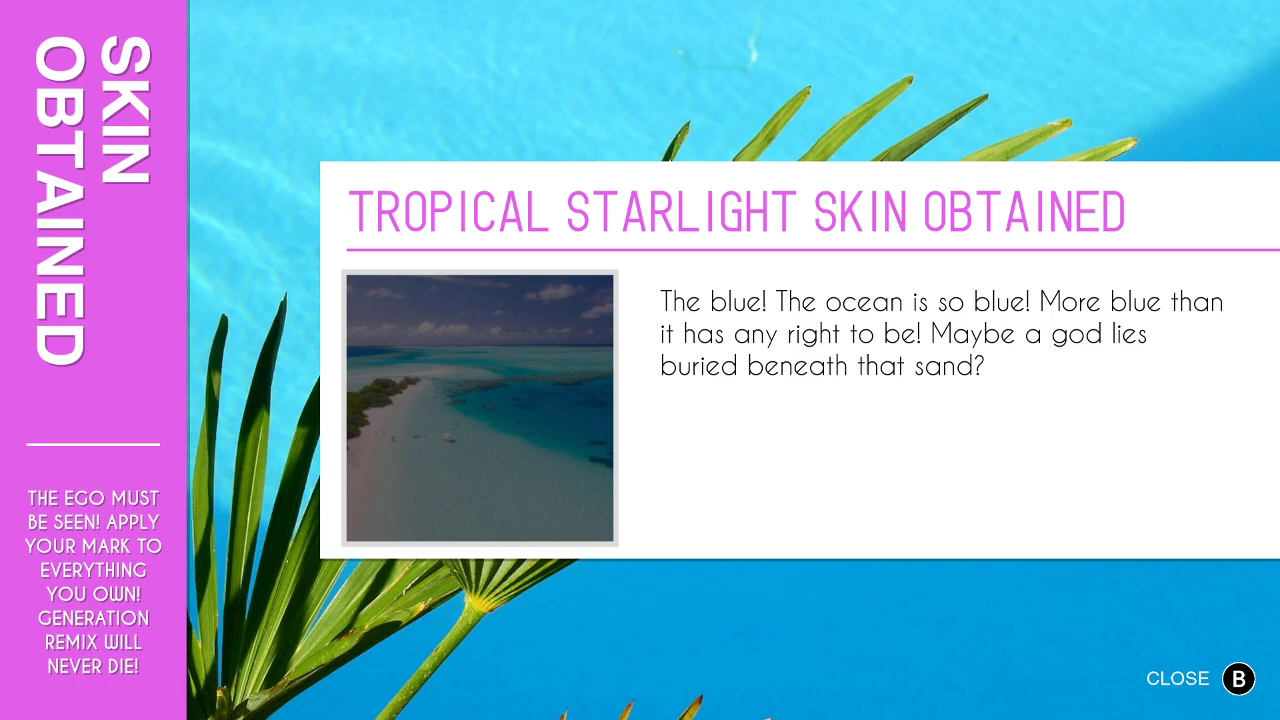 SKIN
OBTAINED
THE EGO MUST
BE SEEN! APPLY
YOUR MARK TO
EVERYTHING
YOU OWN!
GENERATION
REMIX WILL
NEVER DIE!
TROPICAL STARLIGHT SKIN OBTAINED
The blue! The ocean is so blue! More blue than
it has any right to be! Maybe a god lies
buried beneath that sand?
CLOSE B